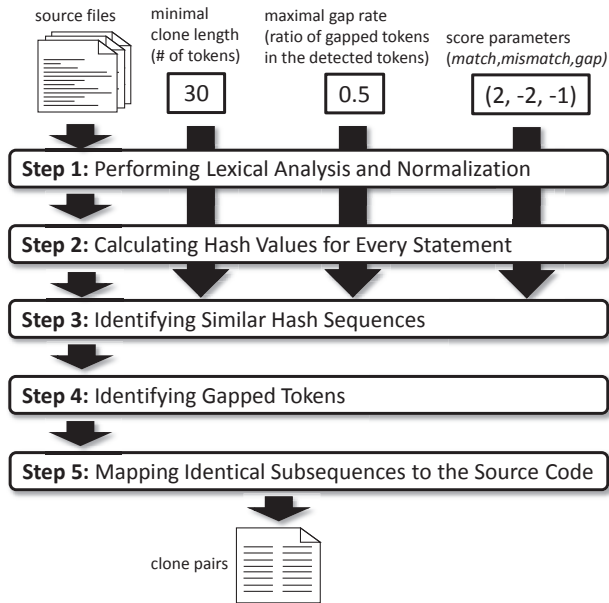 source files
minimal
clone length
(# of tokens)
30
maximal gap rate
(ratio of gapped tokens
in the detected tokens)
0.5
score parameters
(match,mismatch,gap)
(2, -2, -1)
Step 1: Performing Lexical Analysis and Normalization
Step 2: Calculating Hash Values for Every Statement
Step 3: Identifying Similar Hash Sequences
Step 4: Identifying Gapped Tokens
Step 5: Mapping Identical Subsequences to the Source Code
clone pairs